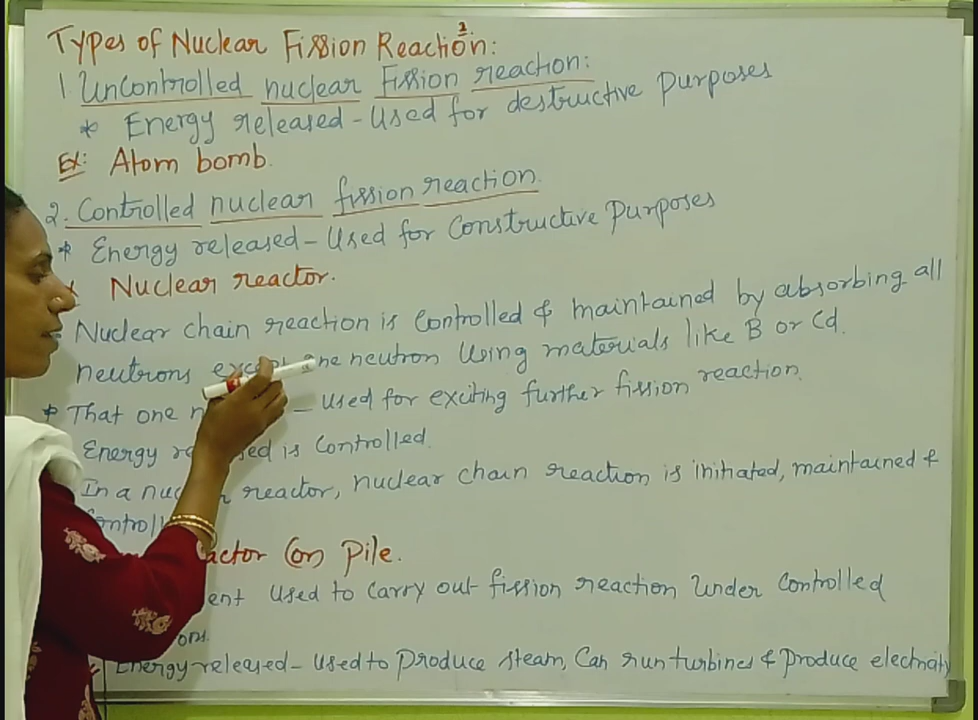 Types of Nuclear Fission Reaction: 2
1. Uncontrolled nuclear Fission reaction:
* Energy released - Used for destructive purposes
Ex: Atom bomb.
2. Controlled nuclear fission reaction.
* Energy released - Used for Constructive Purposes
Nuclear reactor.
Nuclear chain reaction is controlled & maintained by absorbing all
neutrons except one neutron Using materials like B or Cd.
* That one used for exciting further fission reaction.
Energy is controlled.
In a reactor, nuclear chain reaction is initiated, maintained &
(or) Pile.
used to carry out fission reaction Under Controlled
Energy released - used to produce steam, Can run turbines & produce electricity